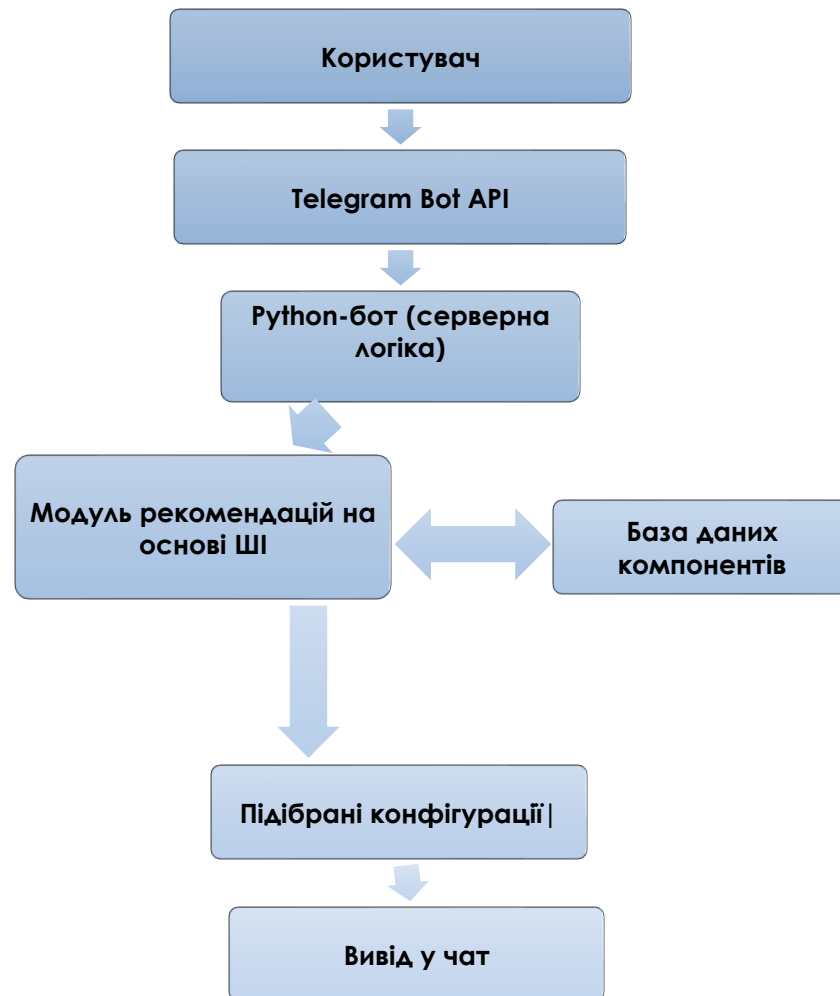 Користувач
Telegram Bot API
Python-бот (серверна
логіка)
Модуль рекомендацій на
основі ШІ
База даних
компонентів
Підібрані конфігурації|
Вивід у чат